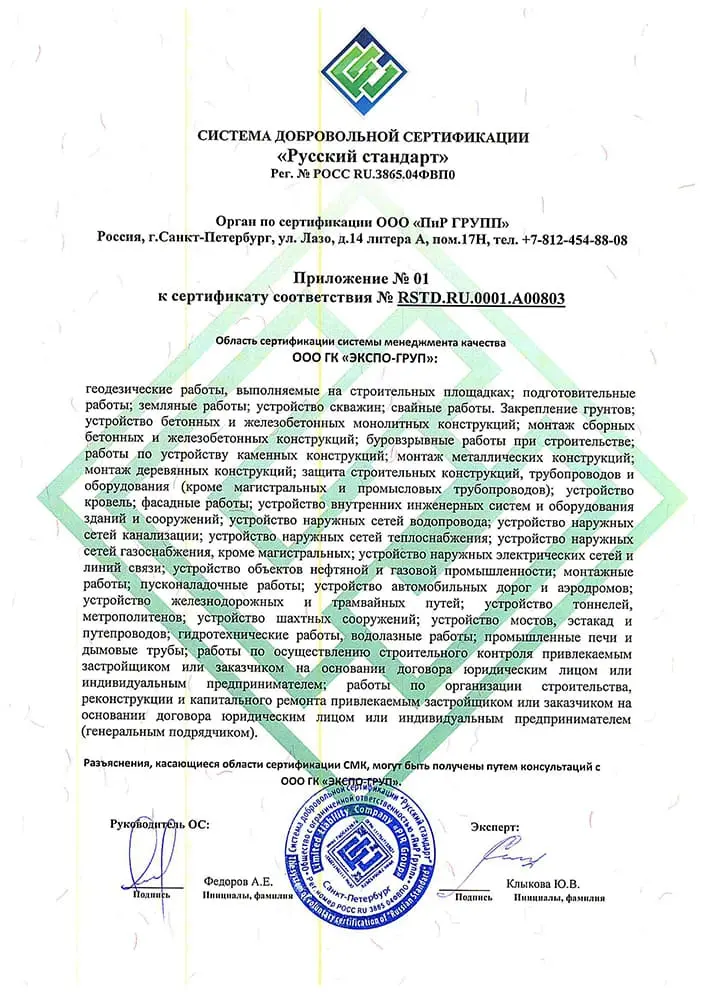 СИСТЕМА ДОБРОВОЛЬНОЙ СЕРТИФИКАЦИИ
«Русский стандарт»
Рег. № РОСС RU.3865.04ФВП0
Орган по сертификации ООО «ПиР ГРУПП»
Россия, г.Санкт-Петербург, ул. Лазо, д.14 литера А, пом.17Н, тел. +7-812-454-88-08
Приложение № 01
к сертификату соответствия № RSTD.RU.0001.A00803
Область сертификации системы менеджмента качества
ООО ГК «ЭКСПО-ГРУП»:
геодезические работы, выполняемые на строительных площадках; подготовительные
работы; земляные работы; устройство скважин; свайные работы. Закрепление грунтов;
устройство бетонных и железобетонных монолитных конструкций; монтаж сборных
бетонных и железобетонных конструкций; буровзрывные работы при строительстве;
работы по устройству каменных конструкций; монтаж металлических конструкций;
монтаж деревянных конструкций; защита строительных конструкций, трубопроводов и
оборудования (кроме магистральных и промысловых трубопроводов); устройство
кровель; фасадные работы; устройство внутренних инженерных систем и оборудования
зданий и сооружений; устройство наружных сетей водопровода; устройство наружных
сетей канализации; устройство наружных сетей теплоснабжения; устройство наружных
сетей газоснабжения, кроме магистральных; устройство наружных электрических сетей и
линий связи; устройство объектов нефтяной и газовой промышленности; монтажные
работы; пусконаладочные работы; устройство автомобильных дорог и аэродромов;
устройство железнодорожных и трамвайных путей; устройство тоннелей,
метрополитенов; устройство шахтных сооружений; устройство мостов, эстакад и
путепроводов; гидротехнические работы, водолазные работы; промышленные печи и
дымовые трубы; работы по осуществлению строительного контроля привлекаемым
застройщиком или заказчиком на основании договора юридическим лицом или
индивидуальным предпринимателем; работы по организации строительства,
реконструкции и капитального ремонта привлекаемым застройщиком или заказчиком на
основании договора юридическим лицом или индивидуальным предпринимателем
(генеральным подрядчиком).
Разъяснения, касающиеся области сертификации СМК, могут быть получены путем консультаций с
ООО ГК «ЭКСПО-ГРУП».
Руководитель ОС:
Эксперт:
Федоров А.Е.
Клыкова Ю.В.
Подпись
Инициалы, фамилия
Подпись
Инициалы, фамилия
Система добровольной сертификации "Русский стандарт"
Общество с ограниченной ответственностью «ПиР Групп»
Limited Liability Company «PiR Group»
Санкт-Петербург
Рег номер РОСС RU 3865 04ФВП0
System of voluntary certification of "Russian Standard"